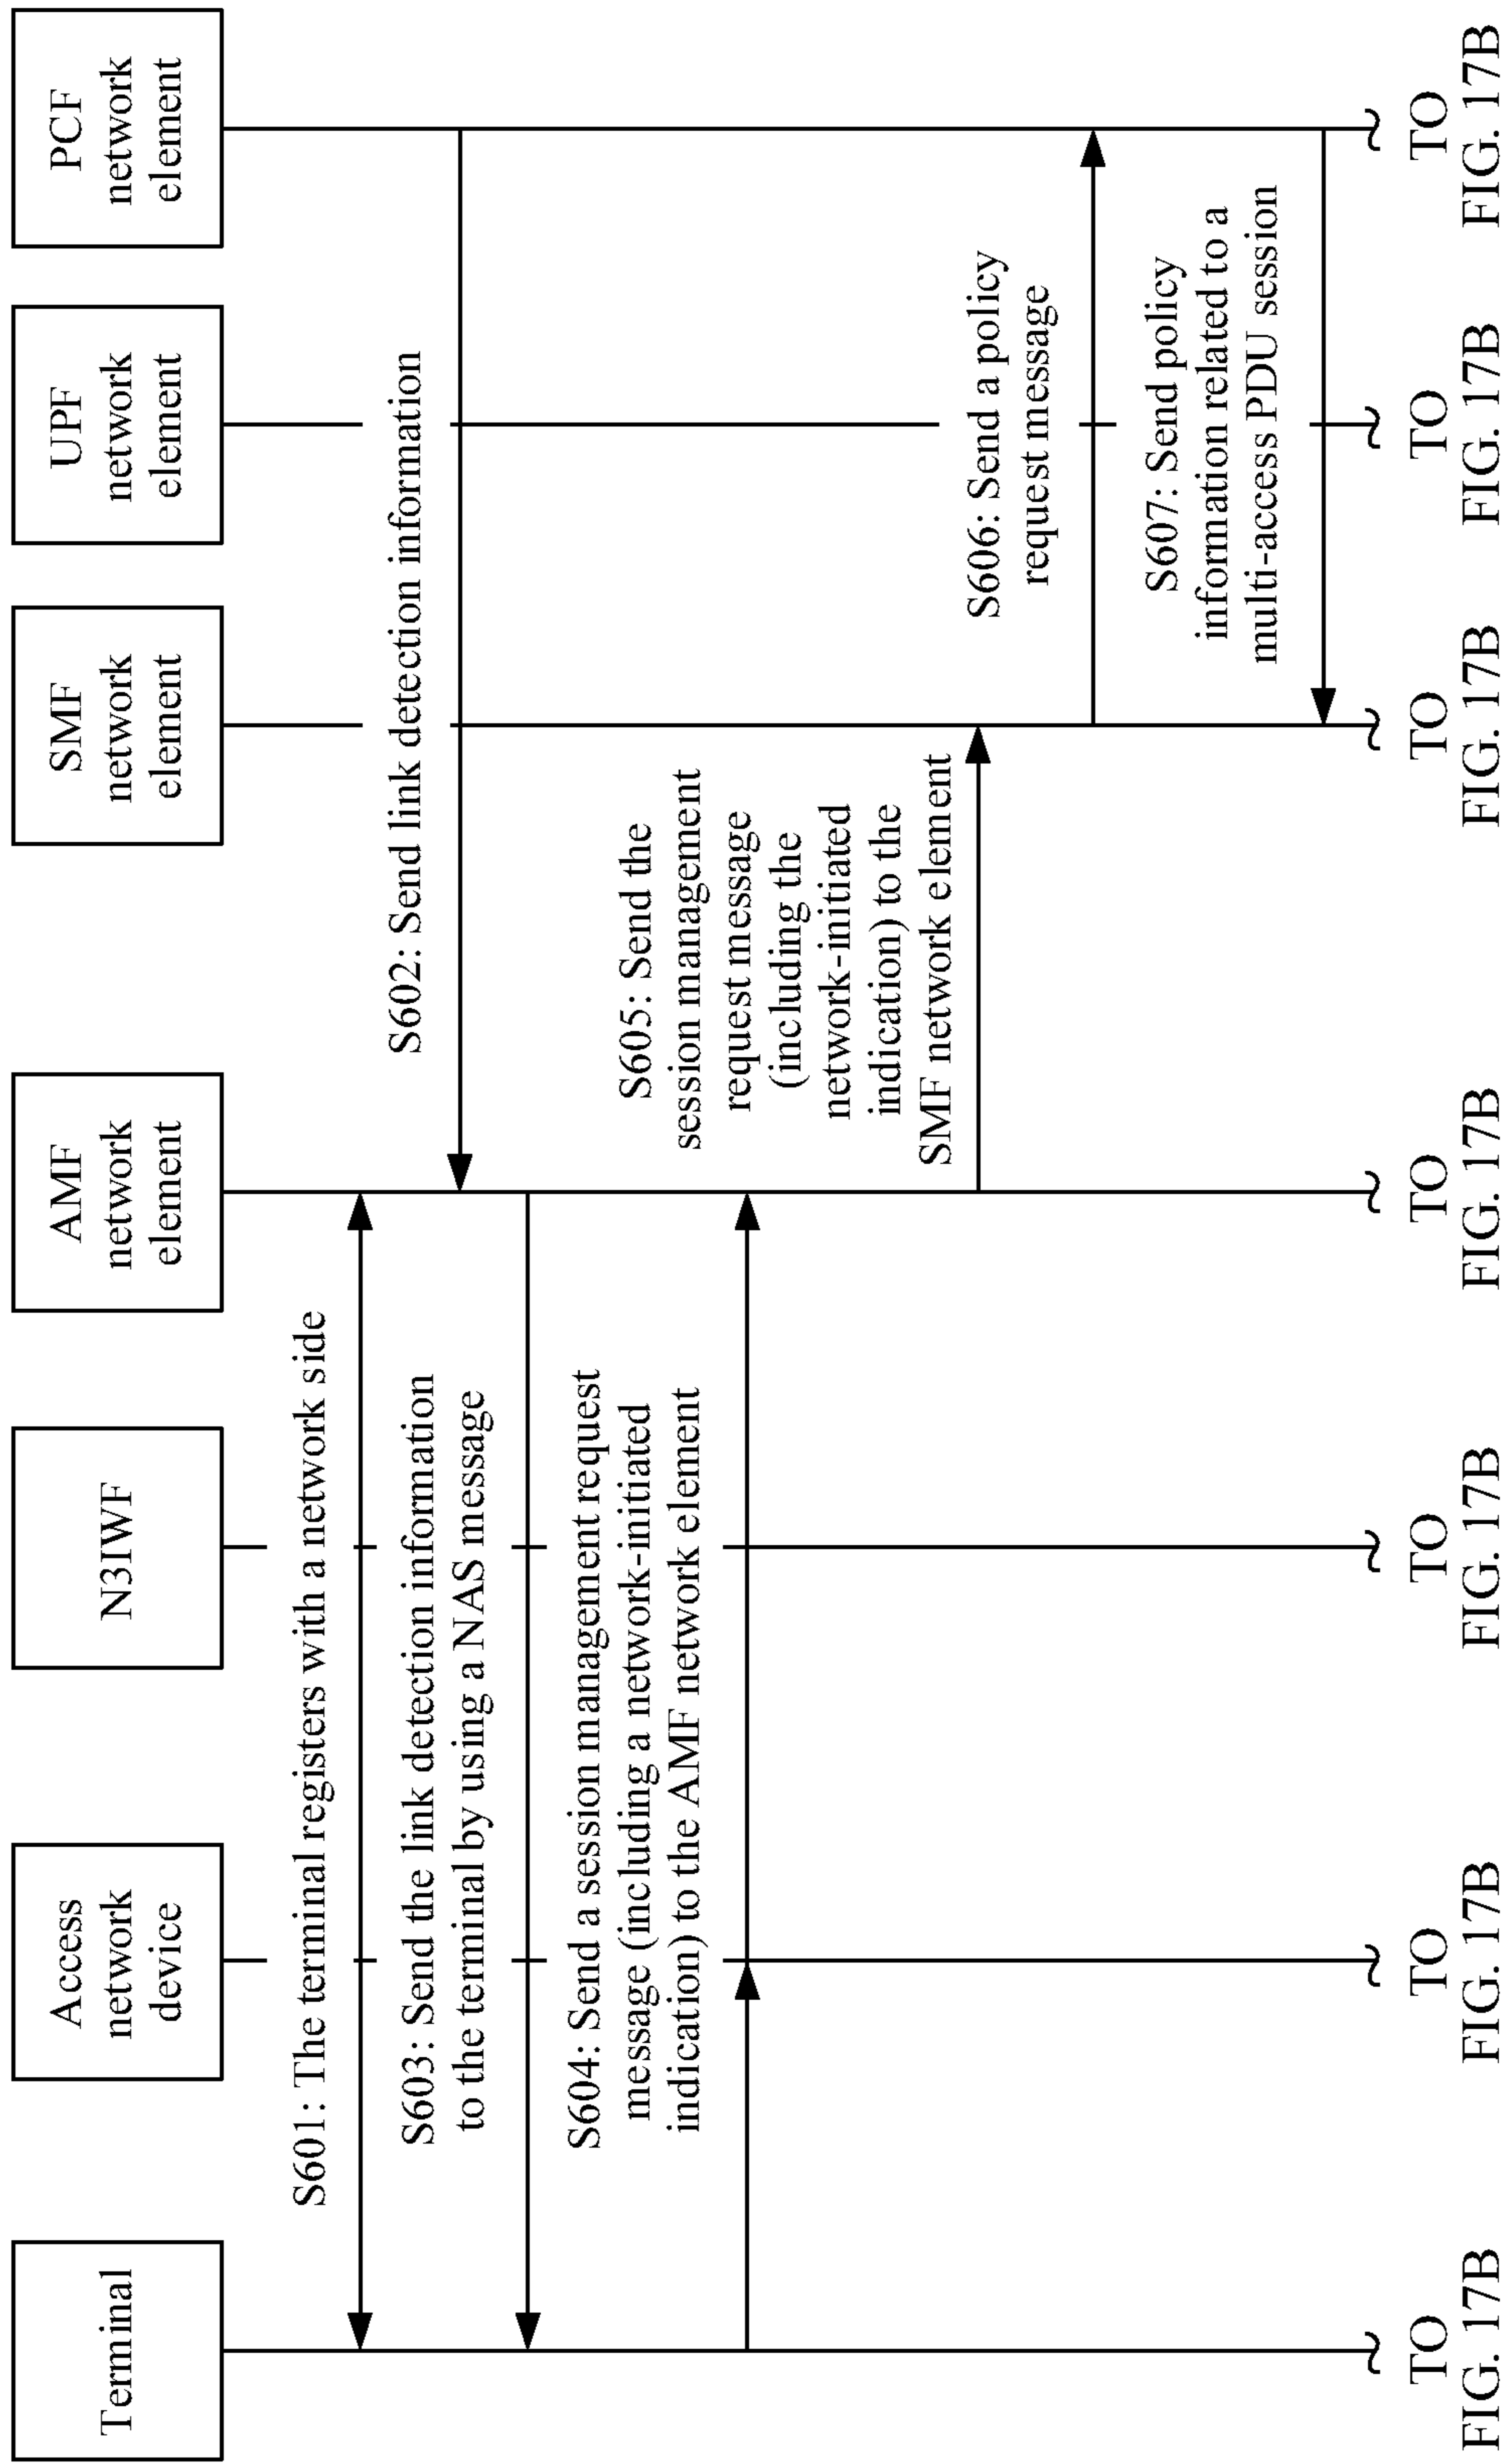 Terminal
Access
network
device
N3IWF
AMF
network
element
SMF
network
element
UPF
network
element
PCF
network
element
S601: The terminal registers with a network side
S602: Send link detection information
S603: Send the link detection information
to the terminal by using a NAS message
S604: Send a session management request
message (including a network-initiated
indication) to the AMF network element
S605: Send the
session management
request message
(including the
network-initiated
indication) to the
SMF network element
S606: Send a policy
request message
S607: Send policy
information related to a
multi-access PDU session
TO
FIG. 17B
TO
FIG. 17B
TO
FIG. 17B
TO
FIG. 17B
TO
FIG. 17B
TO
FIG. 17B
TO
FIG. 17B